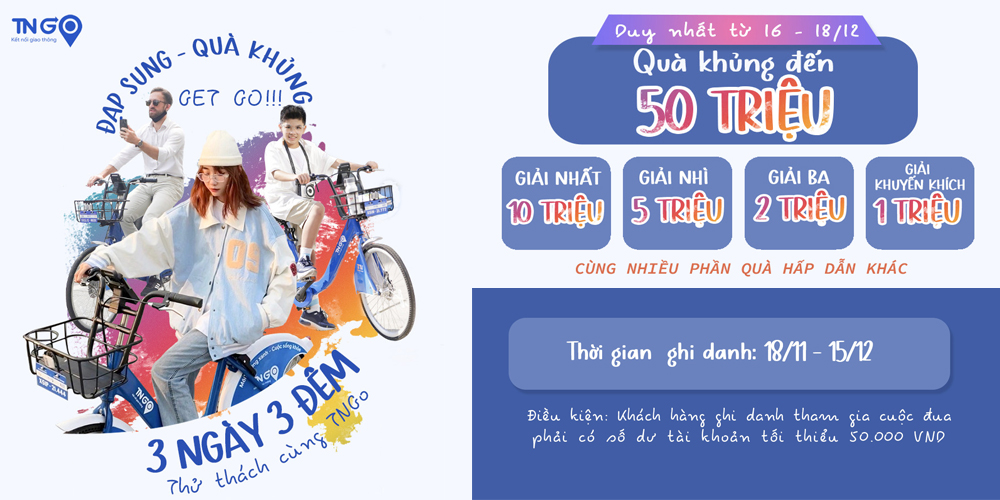 TNGO
Kết nối giao thông
ĐẠP SUNG - QUÀ KHỦNG
GET GO!!!
TNGO
3 NGÀY 3 ĐÊM
Thử thách cùng TNGo
Duy nhất từ 16 - 18/12
Quà khủng đến
50 TRIỆU
GIẢI NHẤT
10 TRIỆU
GIẢI NHÌ
5 TRIỆU
GIẢI BA
2 TRIỆU
GIẢI
KHUYẾN KHÍCH
1 TRIỆU
CÙNG NHIỀU PHẦN QUÀ HẤP DẪN KHÁC
Thời gian ghi danh: 18/11 - 15/12
Điều kiện: Khách hàng ghi danh tham gia cuộc đua
phải có số dư tài khoản tối thiểu 50.000 VND